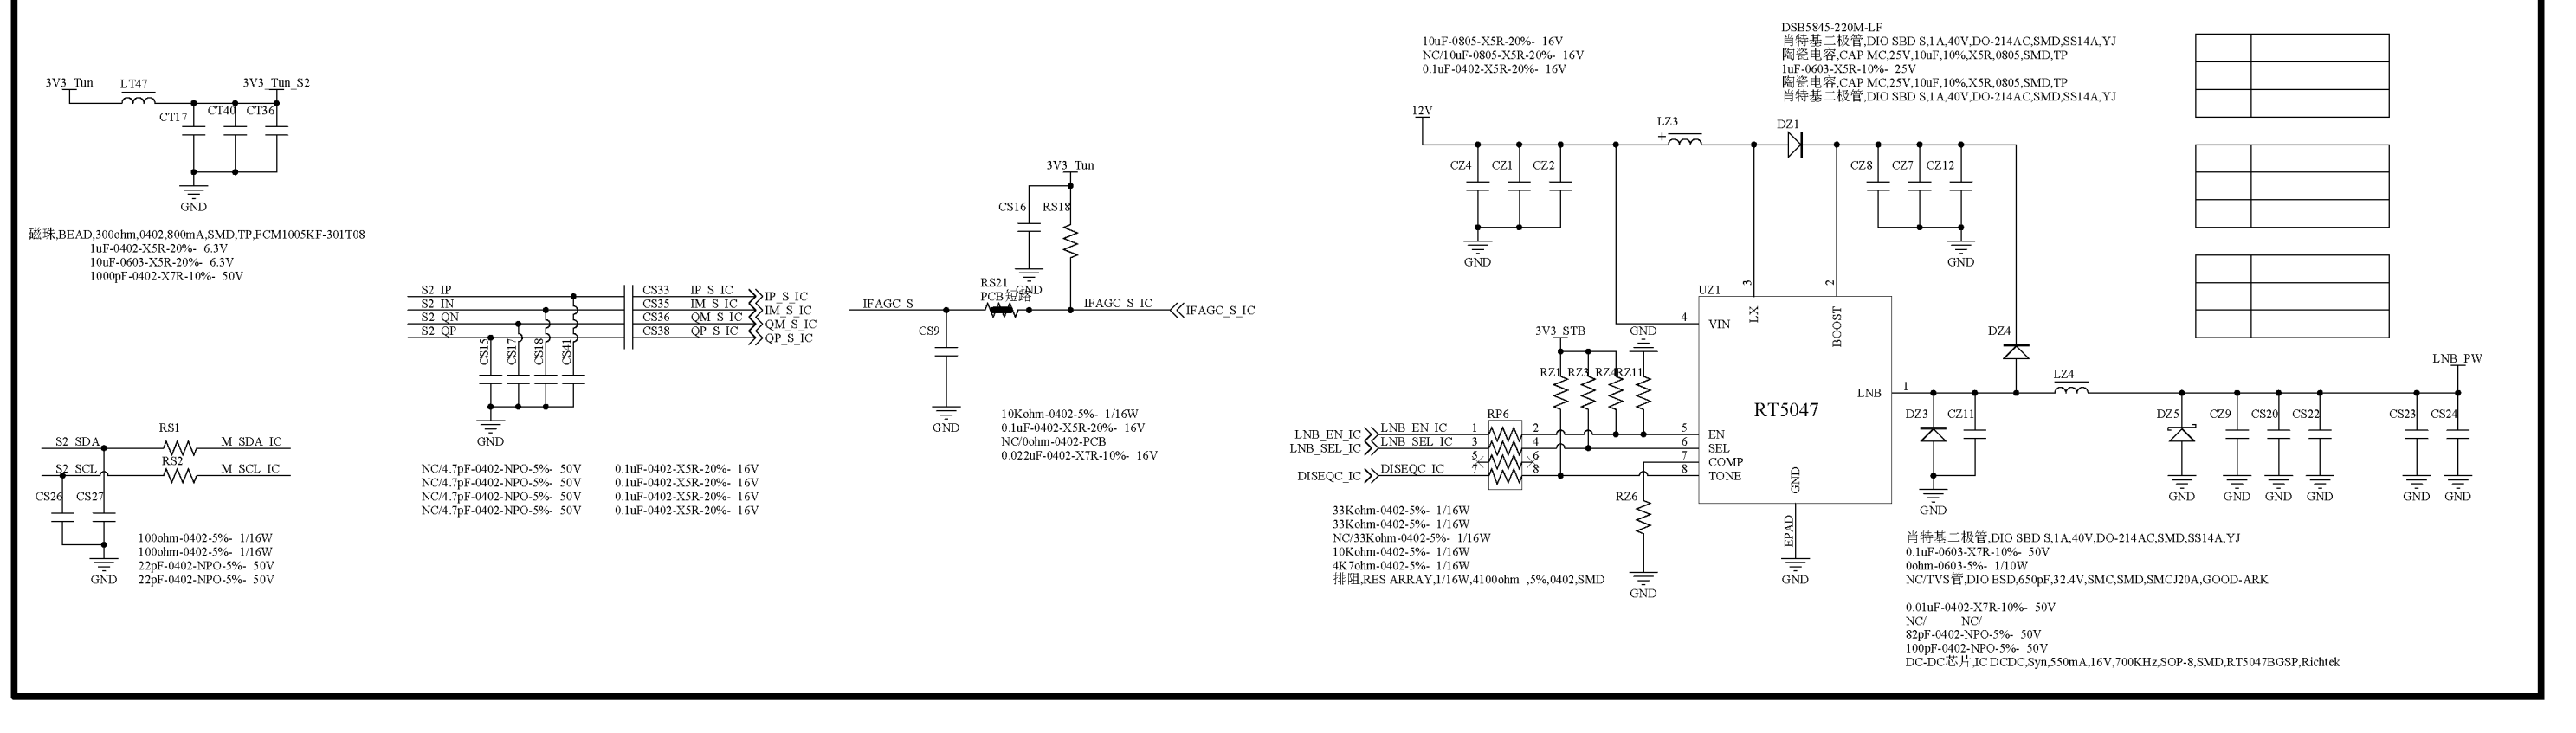 3V3_Tun
LT47
3V3_Tun_S2
CT17
CT40
CT36
GND
磁珠,BEAD,300ohm,0402,800mA,SMD,TP,FCM1005KF-301T08
1uF-0402-X5R-20%- 6.3V
10uF-0603-X5R-20%- 6.3V
1000pF-0402-X7R-10%- 50V
S2_SDA
RS1
M_SDA_IC
S2_SCL
RS2
M_SCL_IC
CS26
CS27
GND
100ohm-0402-5%- 1/16W
100ohm-0402-5%- 1/16W
22pF-0402-NPO-5%- 50V
22pF-0402-NPO-5%- 50V
S2_IP CS33 IP_S_IC IP_S_IC
S2_IN CS35 IM_S_IC IM_S_IC
S2_QN CS36 QM_S_IC QM_S_IC
S2_QP CS38 QP_S_IC QP_S_IC
CS15
CS17
CS18
CS41
GND
NC/4.7pF-0402-NPO-5%- 50V 0.1uF-0402-X5R-20%- 16V
NC/4.7pF-0402-NPO-5%- 50V 0.1uF-0402-X5R-20%- 16V
NC/4.7pF-0402-NPO-5%- 50V 0.1uF-0402-X5R-20%- 16V
NC/4.7pF-0402-NPO-5%- 50V 0.1uF-0402-X5R-20%- 16V
3V3_Tun
CS16
RS18
GND
RS21
PCB短路
IFAGC_S
IFAGC_S_IC
IFAGC_S_IC
CS9
GND
10Kohm-0402-5%- 1/16W
0.1uF-0402-X5R-20%- 16V
NC/0ohm-0402-PCB
0.022uF-0402-X7R-10%- 16V
10uF-0805-X5R-20%- 16V
NC/10uF-0805-X5R-20%- 16V
0.1uF-0402-X5R-20%- 16V
DSB5845-220M-LF
肖特基二极管,DIO SBD S,1A,40V,DO-214AC,SMD,SS14A,YJ
陶瓷电容,CAP MC,25V,10uF,10%,X5R,0805,SMD,TP
1uF-0603-X5R-10%- 25V
陶瓷电容,CAP MC,25V,10uF,10%,X5R,0805,SMD,TP
肖特基二极管,DIO SBD S,1A,40V,DO-214AC,SMD,SS14A,YJ
12V
LZ3
+
DZ1
CZ4
CZ1
CZ2
GND
CZ8
CZ7
CZ12
GND
UZ1
3
LX
2
BOOST
4
VIN
RT5047
LNB
1
5
EN
6
SEL
7
COMP
8
TONE
GND
EPAD
GND
3V3_STB
GND
RZ1
RZ3
RZ4
RZ11
RP6
LNB_EN_IC LNB_EN_IC 1 2
LNB_SEL_IC LNB_SEL_IC 3 4
5 6
DISEQC_IC DISEQC_IC 7 8
RZ6
GND
33Kohm-0402-5%- 1/16W
33Kohm-0402-5%- 1/16W
NC/33Kohm-0402-5%- 1/16W
10Kohm-0402-5%- 1/16W
4K7ohm-0402-5%- 1/16W
排阻,RES ARRAY,1/16W,4100ohm ,5%,0402,SMD
DZ4
LZ4
LNB_PW
DZ3
CZ11
GND
DZ5
CZ9
CS20
CS22
CS23
CS24
GND
GND
GND
GND
GND
GND
肖特基二极管,DIO SBD S,1A,40V,DO-214AC,SMD,SS14A,YJ
0.1uF-0603-X7R-10%- 50V
0ohm-0603-5%- 1/10W
NC/TVS管,DIO ESD,650pF,32.4V,SMC,SMD,SMCJ20A,GOOD-ARK
0.01uF-0402-X7R-10%- 50V
NC/ NC/
82pF-0402-NPO-5%- 50V
100pF-0402-NPO-5%- 50V
DC-DC芯片,IC DCDC,Syn,550mA,16V,700KHz,SOP-8,SMD,RT5047BGSP,Richtek